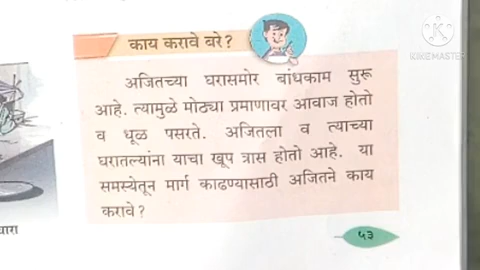 काय करावे बरे?
अजितच्या घरासमोर बांधकाम सुरू
आहे. त्यामुळे मोठ्या प्रमाणावर आवाज होतो
व धूळ पसरते. अजितला व त्याच्या
घरातल्यांना याचा खूप त्रास होतो आहे. या
समस्येतून मार्ग काढण्यासाठी अजितने काय
करावे?
५३
KINEMASTER